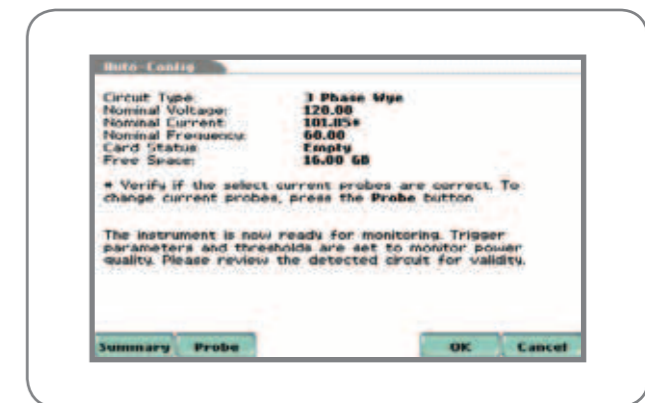 Auto-Config
Circuit Type: 3 Phase Wye
Nominal Voltage: 120.00
Nominal Current: 101.05*
Nominal Frequency: 60.00
Card Status: Empty
Free Space: 16.00 GB
* Verify if the select current probes are correct. To
change current probes, press the Probe button
The instrument is now ready for monitoring. Trigger
parameters and thresholds are set to monitor power
quality. Please review the detected circuit for validity.
Summary Probe OK Cancel